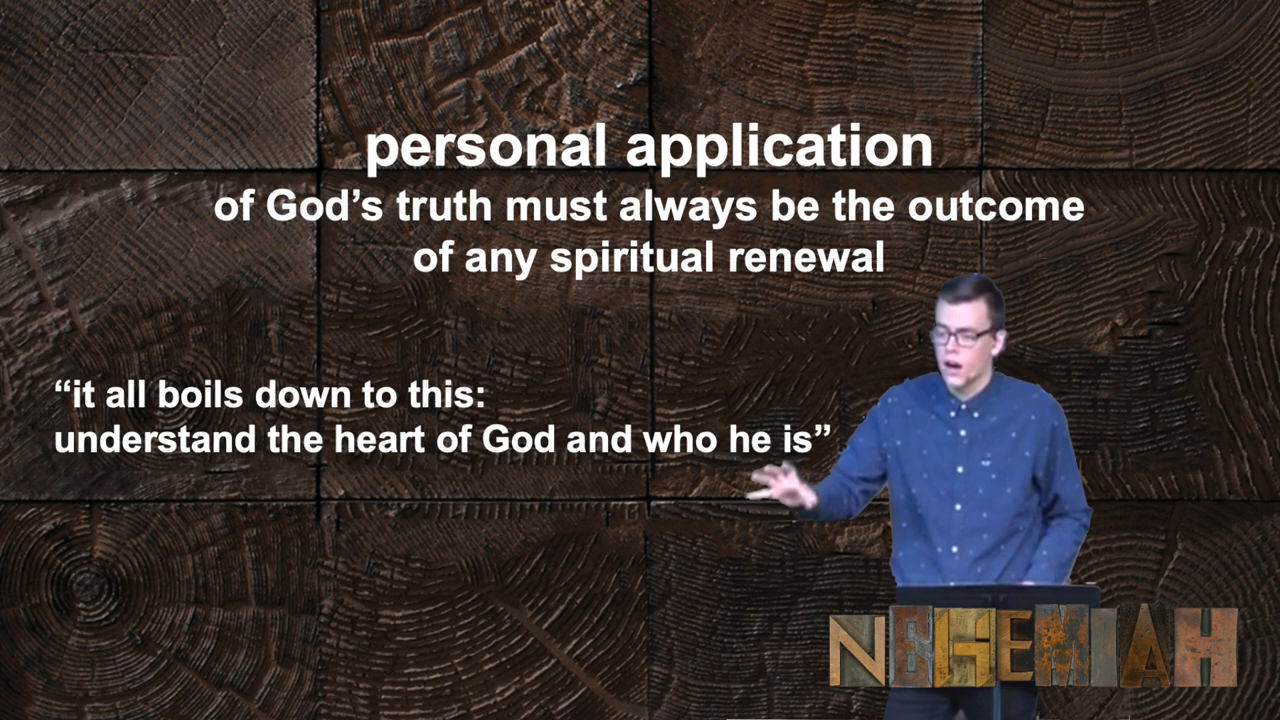 personal application
of God’s truth must always be the outcome
of any spiritual renewal
“it all boils down to this:
understand the heart of God and who he is”
NEHEMIAH